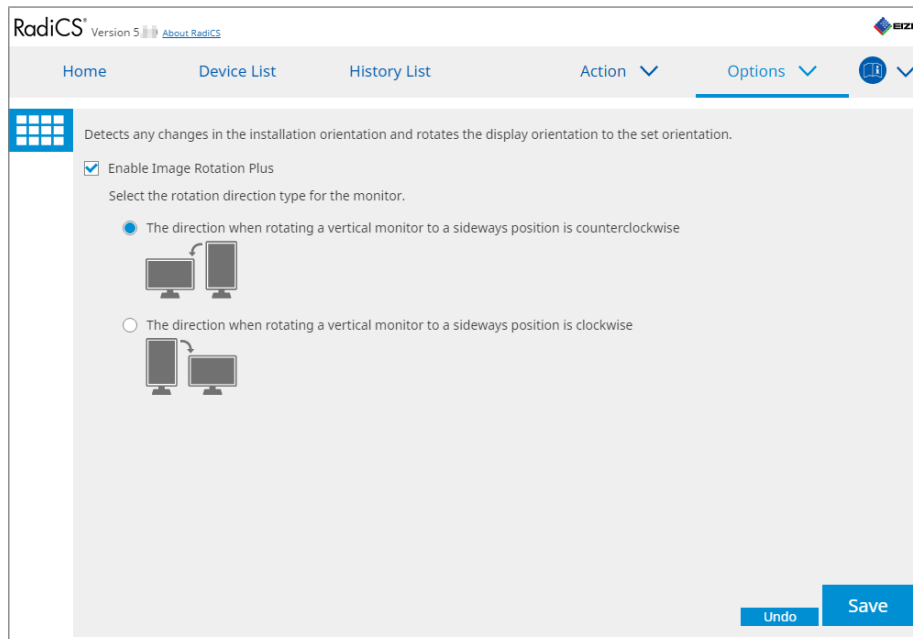 RadiCS® Version 5. About RadiCS
EIZ
Home Device List History List Action Options
Detects any changes in the installation orientation and rotates the display orientation to the set orientation.
Enable Image Rotation Plus
Select the rotation direction type for the monitor.
The direction when rotating a vertical monitor to a sideways position is counterclockwise
The direction when rotating a vertical monitor to a sideways position is clockwise
Undo
Save